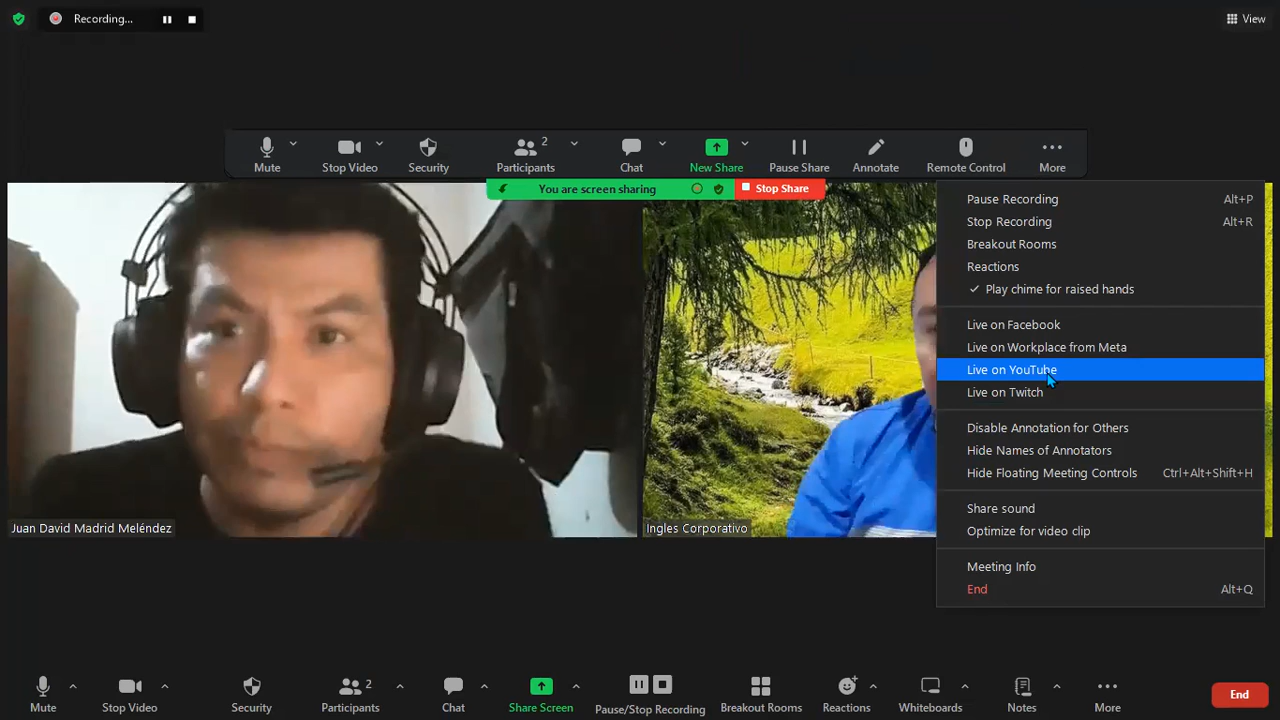 Recording...
View
Mute
Stop Video
Security
Participants
2
Chat
New Share
Pause Share
Annotate
Remote Control
More
You are screen sharing
Stop Share
Pause Recording Alt+P
Stop Recording Alt+R
Breakout Rooms
Reactions
Play chime for raised hands
Live on Facebook
Live on Workplace from Meta
Live on YouTube
Live on Twitch
Disable Annotation for Others
Hide Names of Annotators
Hide Floating Meeting Controls Ctrl+Alt+Shift+H
Share sound
Optimize for video clip
Meeting Info
End Alt+Q
Juan David Madrid Meléndez
Ingles Corporativo
Mute
Stop Video
Security
Participants
2
Chat
Share Screen
Pause/Stop Recording
Breakout Rooms
Reactions
Whiteboards
Notes
More
End